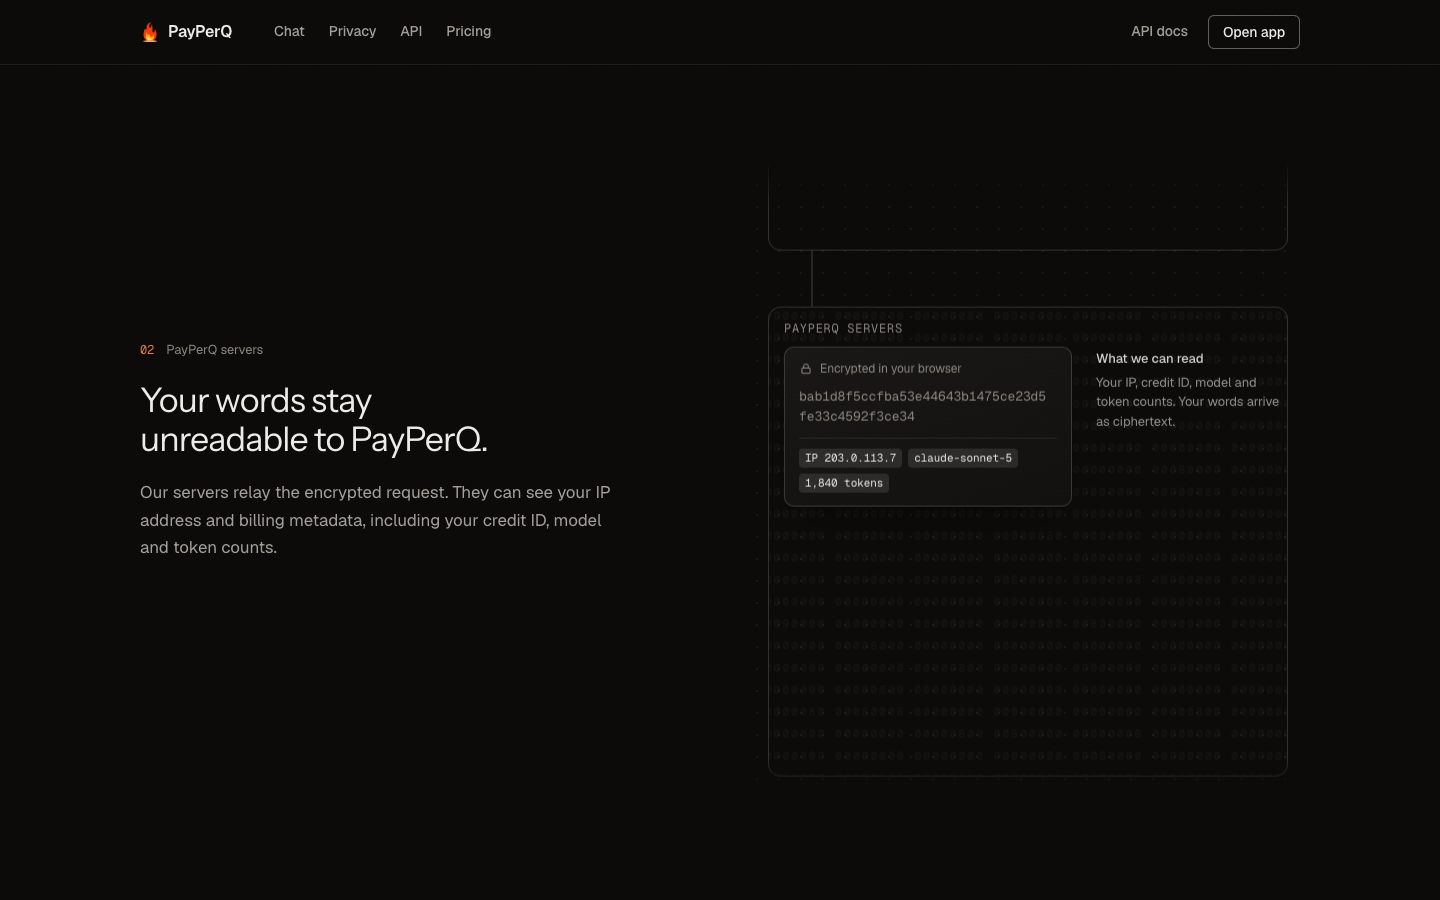 PayPerQ
Chat
Privacy
API
Pricing
API docs
Open app
02 PayPerQ servers
Your words stay
unreadable to PayPerQ.
Our servers relay the encrypted request. They can see your IP
address and billing metadata, including your credit ID, model
and token counts.
PAYPERQ SERVERS
Encrypted in your browser
bab1d8f5ccfba53e44643b1475ce23d5
fe33c4592f3ce34
IP 203.0.113.7
claude-sonnet-5
1,840 tokens
What we can read
Your IP, credit ID, model and
token counts. Your words arrive
as ciphertext.